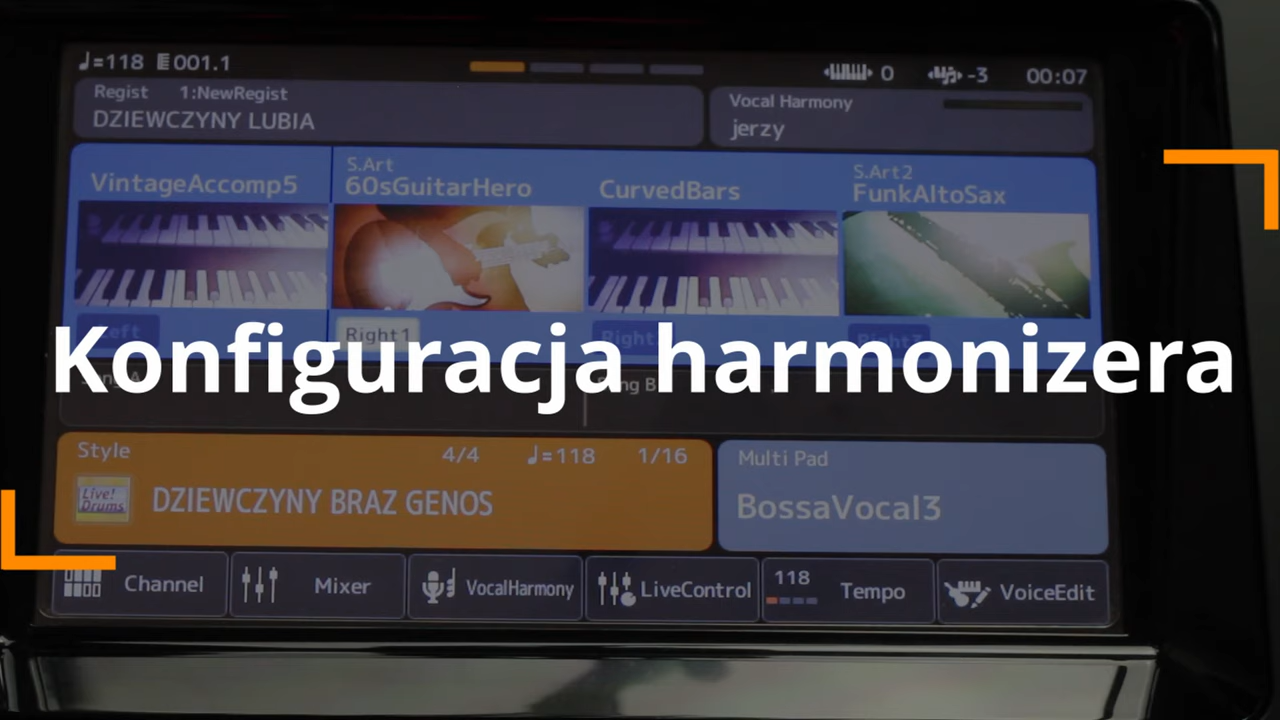 ♩=118 001.1 0 -3 00:07
Regist 1:NewRegist
DZIEWCZYNY LUBIA
Vocal Harmony
jerzy
VintageAccomp5
S.Art
60sGuitarHero
CurvedBars
S.Art2
FunkAltoSax
Left
Right1
Konfiguracja harmonizera
Style 4/4 ♩=118 1/16
Live!
Drums
DZIEWCZYNY BRAZ GENOS
Multi Pad
BossaVocal3
Channel
Mixer
VocalHarmony
LiveControl
118
Tempo
VoiceEdit